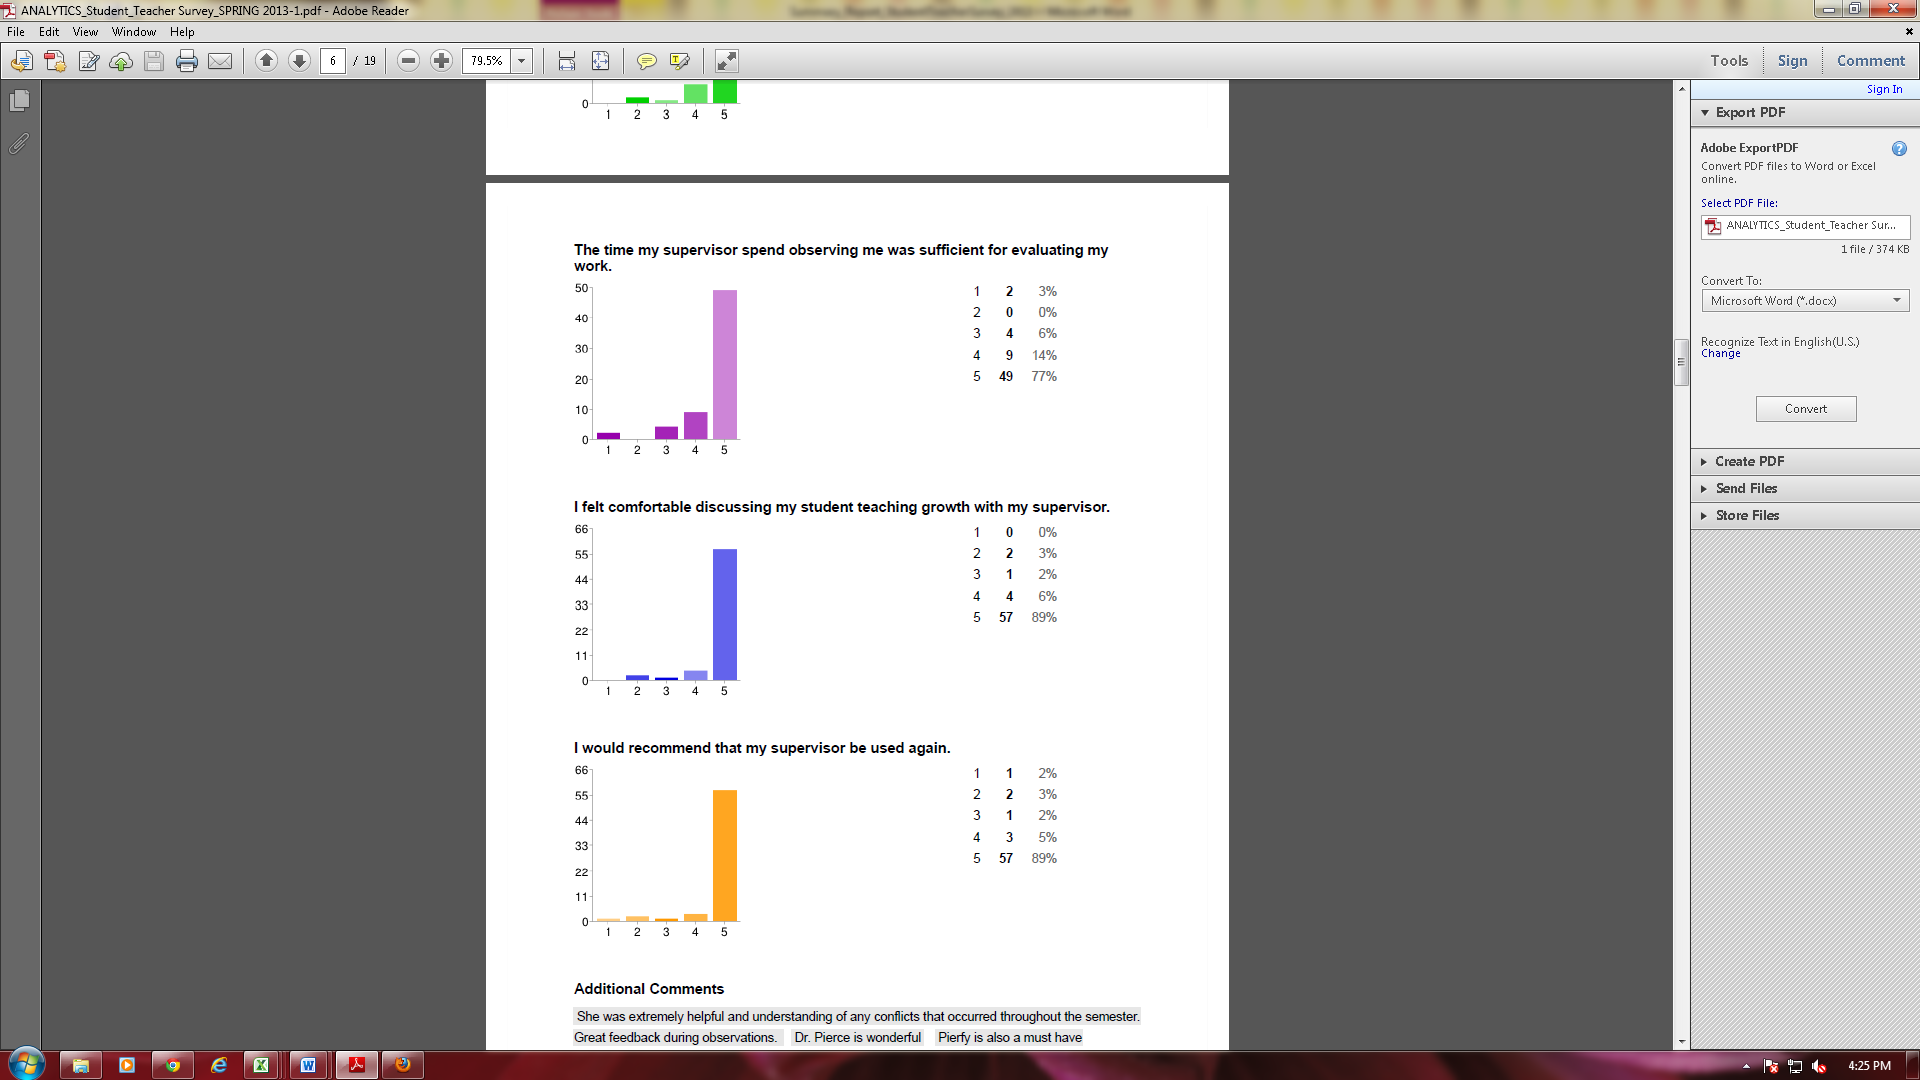 ANALYTICS_Student_Teacher Survey_SPRING 2013-1.pdf - Adobe Reader
File Edit View Window Help
6 / 19 79.5% Tools Sign Comment
Sign In
Export PDF
Adobe ExportPDF
Convert PDF files to Word or Excel
online.
Select PDF File:
ANALYTICS_Student_Teacher Sur...
1 file / 374 KB
Convert To:
Microsoft Word (*.docx)
Recognize Text in English(U.S.)
Change
Convert
Create PDF
Send Files
Store Files
0
1 2 3 4 5
The time my supervisor spend observing me was sufficient for evaluating my
work.
50
40
30
20
10
0
1 2 3 4 5
1 2 3%
2 0 0%
3 4 6%
4 9 14%
5 49 77%
I felt comfortable discussing my student teaching growth with my supervisor.
66
55
44
33
22
11
0
1 2 3 4 5
1 0 0%
2 2 3%
3 1 2%
4 4 6%
5 57 89%
I would recommend that my supervisor be used again.
66
55
44
33
22
11
0
1 2 3 4 5
1 1 2%
2 2 3%
3 1 2%
4 3 5%
5 57 89%
Additional Comments
She was extremely helpful and understanding of any conflicts that occurred throughout the semester.
Great feedback during observations. Dr. Pierce is wonderful Pierfy is also a must have
4:25 PM